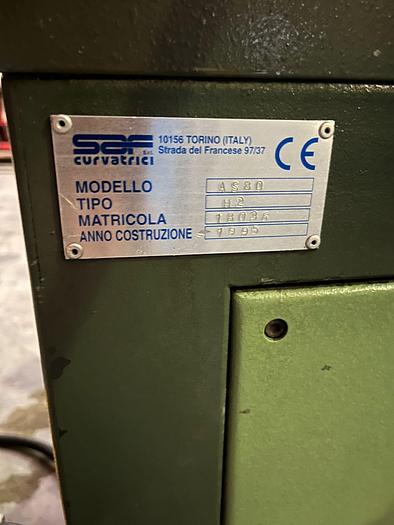 saf s.r.l.
curvatrici
10156 TORINO (ITALY)
Strada del Francese 97/37
CE
MODELLO AS80
TIPO H2
MATRICOLA 18036
ANNO COSTRUZIONE 1995